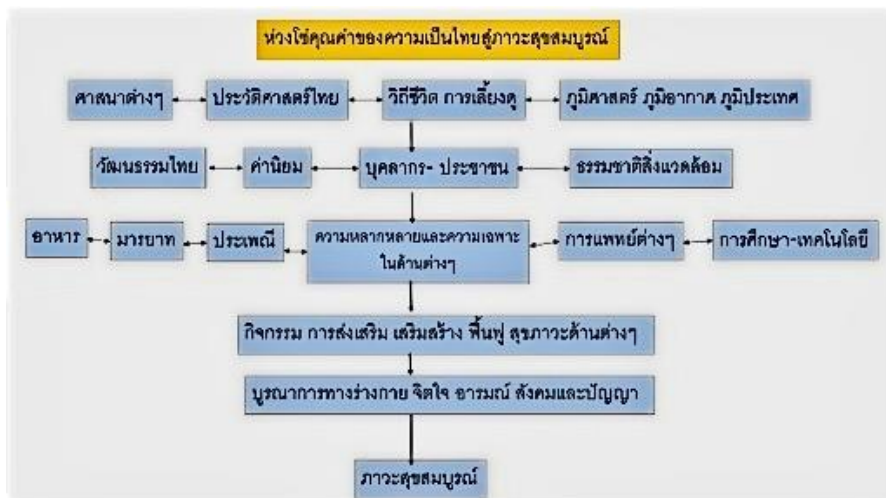 ห่วงโซ่คุณค่าของความเป็นไทยสู่ภาวะสุขสมบูรณ์
ศาสนาต่างๆ
ประวัติศาสตร์ไทย
วิถีชีวิต การเลี้ยงดู
ภูมิศาสตร์ ภูมิอากาศ ภูมิประเทศ
วัฒนธรรมไทย
ค่านิยม
บุคลากร- ประชาชน
ธรรมชาติสิ่งแวดล้อม
อาหาร
มารยาท
ประเพณี
ความหลากหลายและความเฉพาะ
ในด้านต่างๆ
การแพทย์ต่างๆ
การศึกษา-เทคโนโลยี
กิจกรรม การส่งเสริม เสริมสร้าง ฟื้นฟู สุขภาวะด้านต่างๆ
บูรณาการทางร่างกาย จิตใจ อารมณ์ สังคมและปัญญา
ภาวะสุขสมบูรณ์